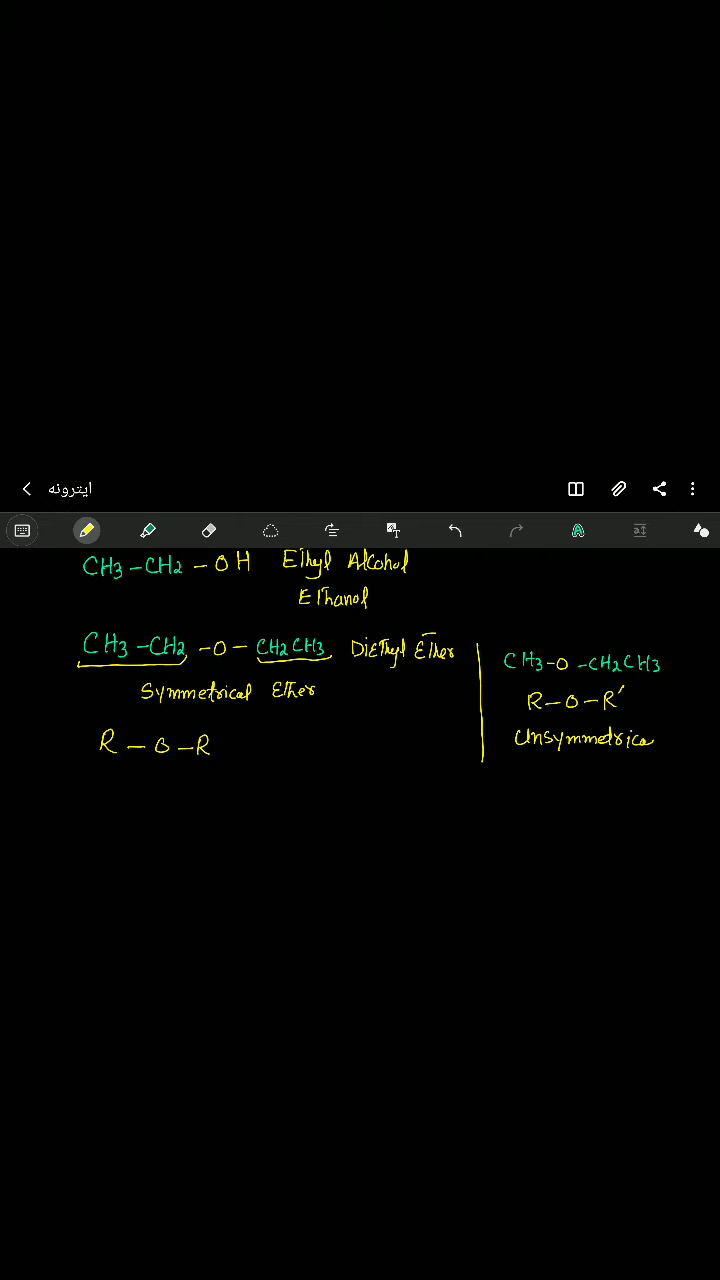 ایترونه
CH3-CH2-OH Ethyl Alcohol
Ethanol
CH3-CH2-O-CH2CH3 Diethyl Ether
Symmetrical Ether
R-O-R
CH3-O-CH2CH3
R-O-R'
Unsymmetrica